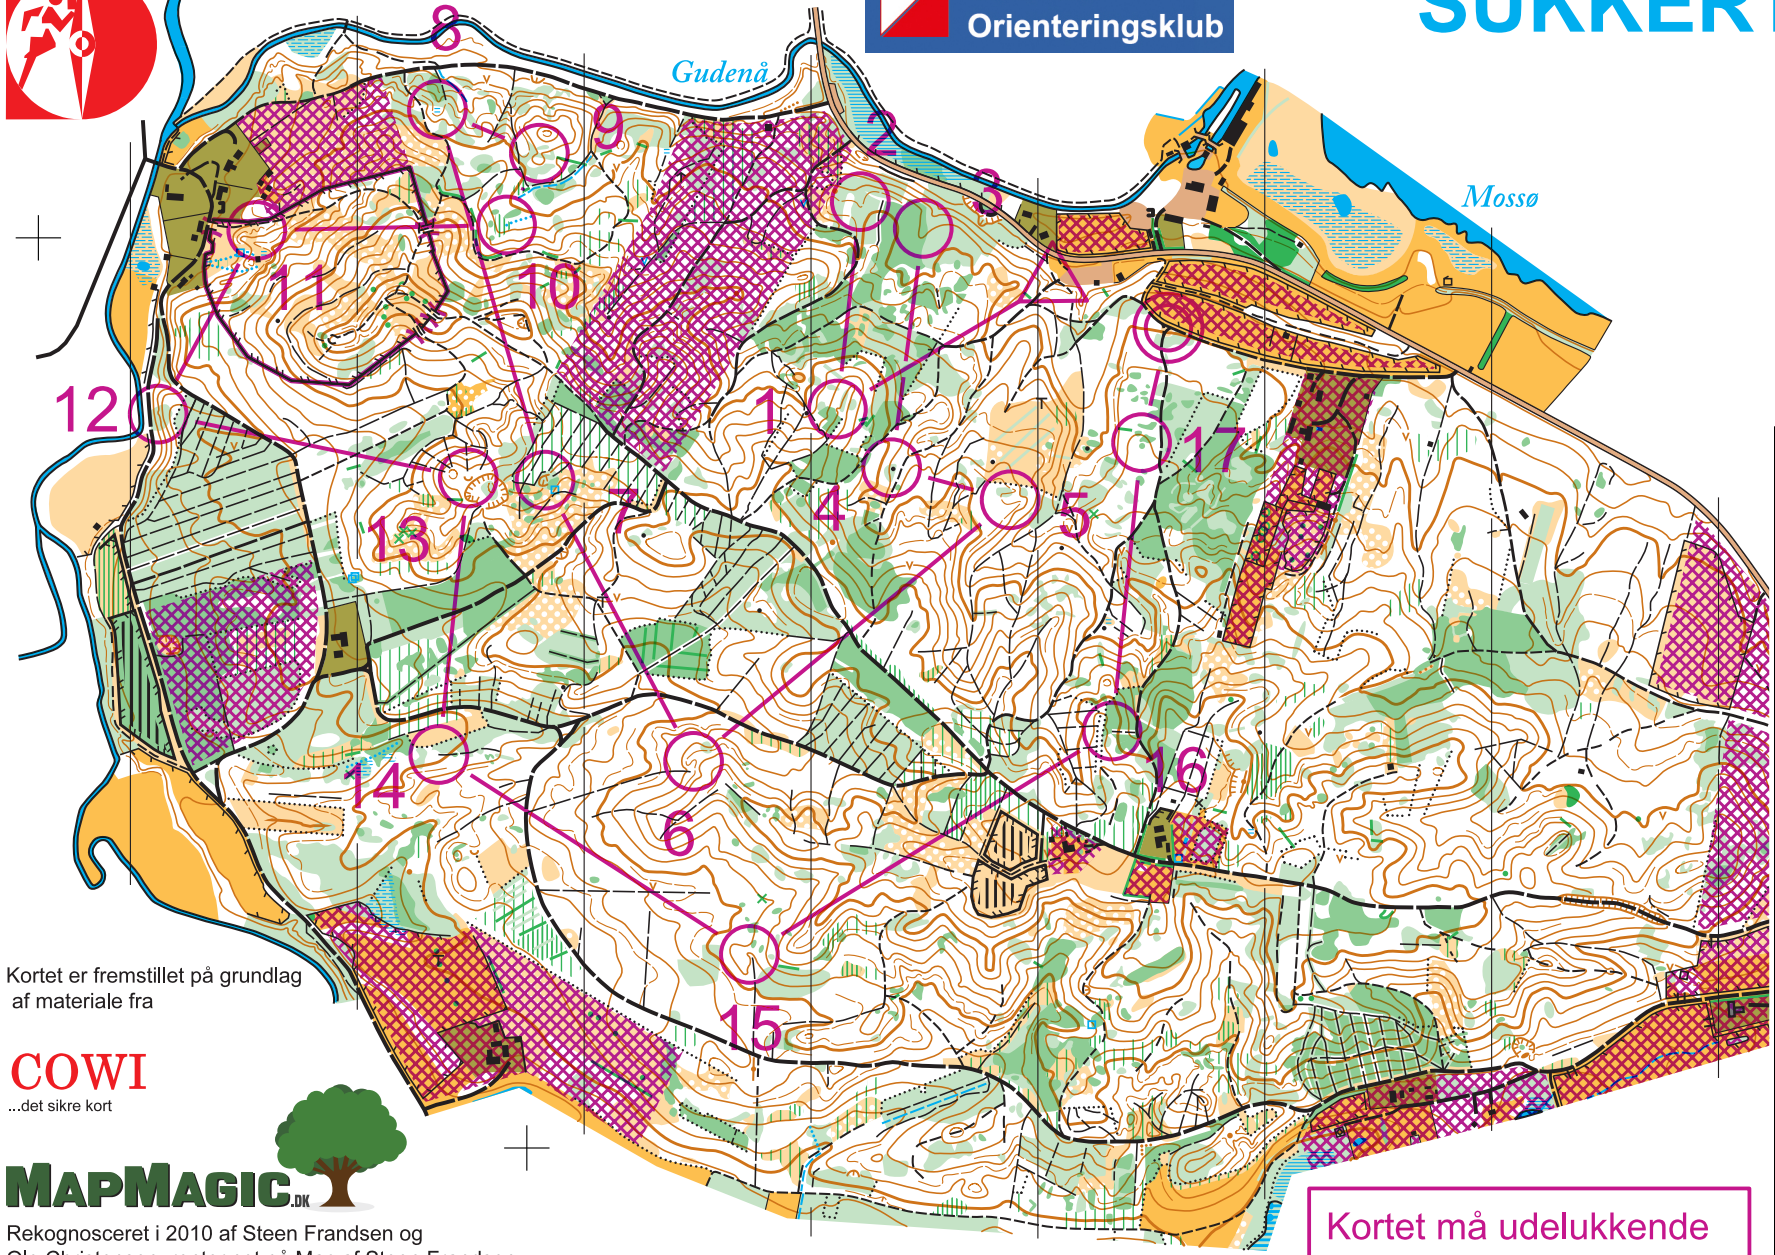 Orienteringsklub
SUKKER
Gudenå
Mossø
8
9
2
3
11
10
12
1
17
4
5
13
7
14
6
16
15
Kortet er fremstillet på grundlag
af materiale fra
COWI
...det sikre kort
MAPMAGIC.DK
Rekognosceret i 2010 af Steen Frandsen og
Kortet må udelukkende